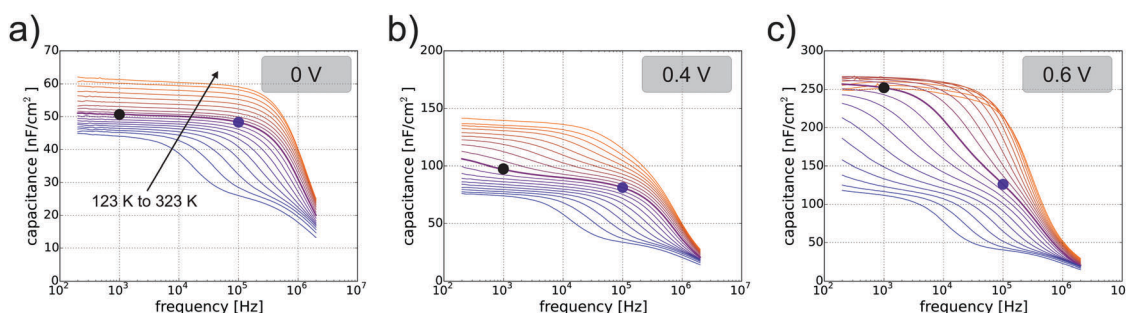 a)
0 V
capacitance [nF/cm²]
70
60
50
40
30
20
10
0
123 K to 323 K
10² 10³ 10⁴ 10⁵ 10⁶ 10⁷
frequency [Hz]
b)
0.4 V
capacitance [nF/cm²]
200
150
100
50
0
10² 10³ 10⁴ 10⁵ 10⁶ 10⁷
frequency [Hz]
c)
0.6 V
capacitance [nF/cm²]
300
250
200
150
100
50
0
10² 10³ 10⁴ 10⁵ 10⁶ 10
frequency [Hz]